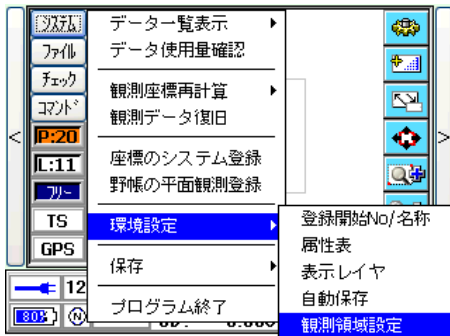 システム
ファイル
チェック
コマンド
P:20
L:11
フリー
TS
GPS
データ一覧表示
データ使用量確認
観測座標再計算
観測データ復旧
座標のシステム登録
野帳の平面観測登録
環境設定
保存
プログラム終了
登録開始No/名称
属性表
表示レイヤ
自動保存
観測領域設定
<
>
12
80%
N